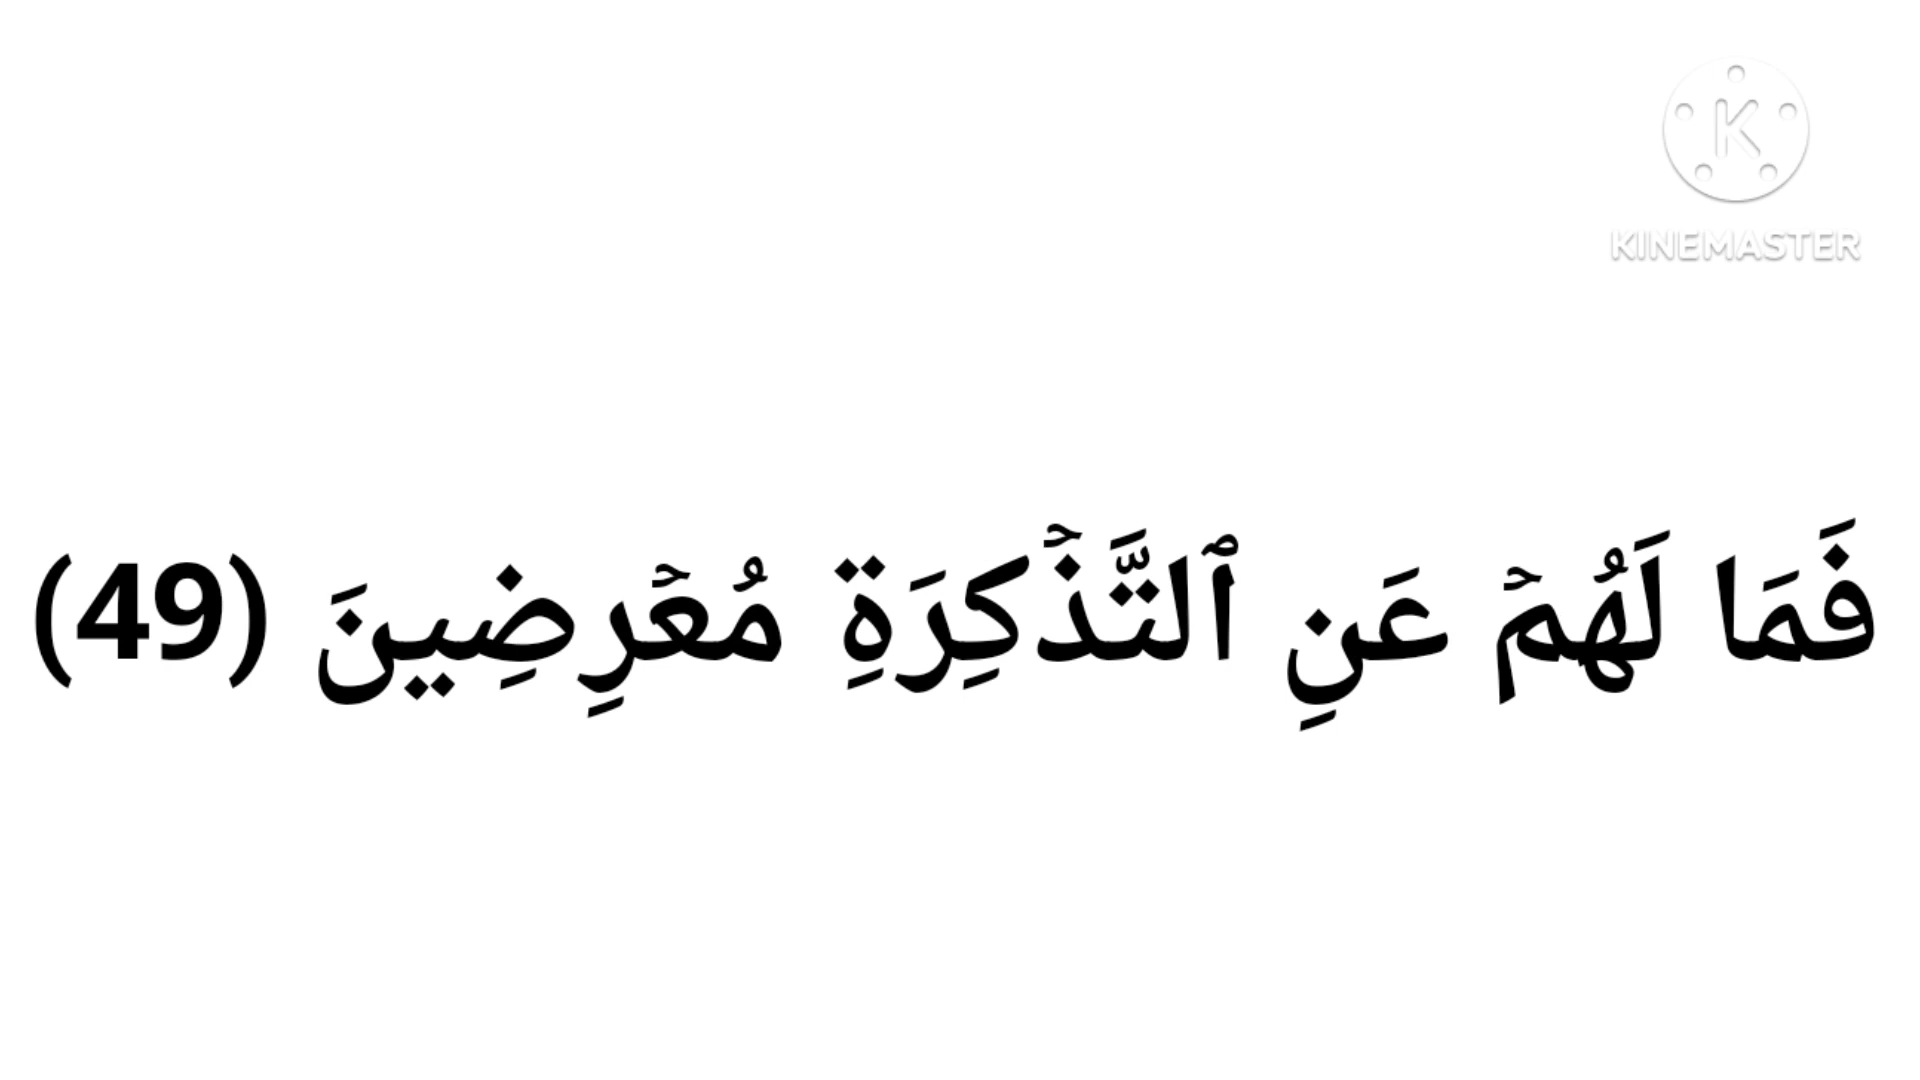 K
KINEMASTER
فَمَا لَهُمۡ عَنِ ٱلتَّذۡكِرَةِ مُعۡرِضِينَ (49)